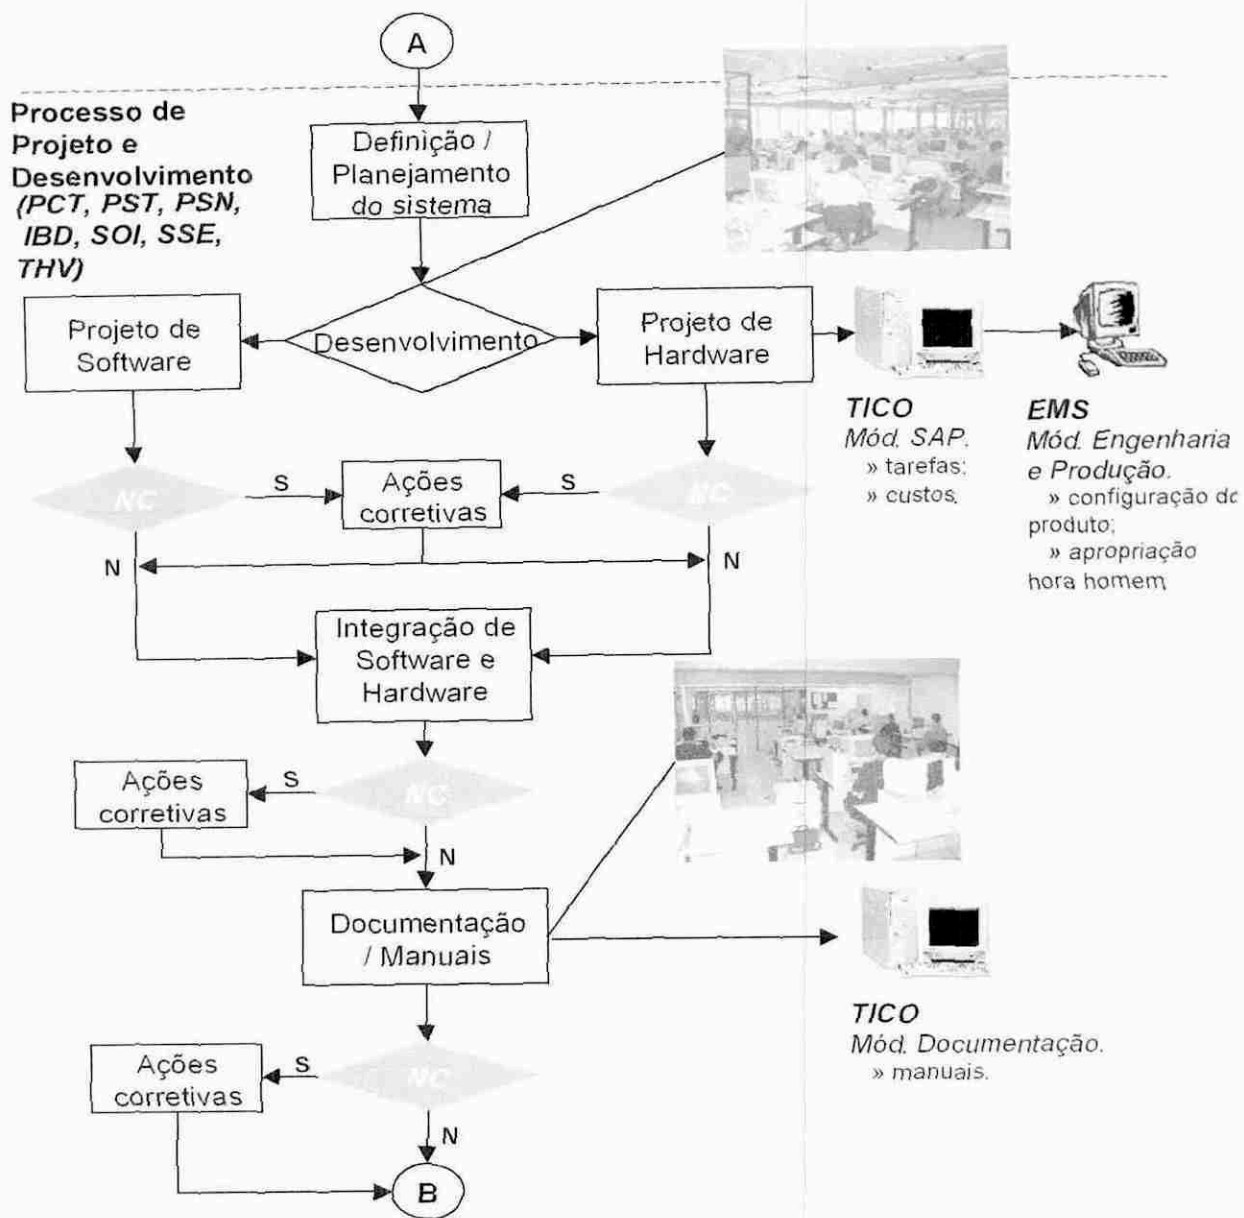 A
Processo de
Projeto e
Desenvolvimento
(PCT, PST, PSN,
IBD, SOI, SSE,
THV)
Definição /
Planejamento
do sistema
Projeto de
Software
Desenvolvimento
Projeto de
Hardware
TICO
Mód. SAP.
» tarefas;
» custos.
EMS
Mód. Engenharia
e Produção.
» configuração do
produto;
» apropriação
hora homem
NC
S
Ações
corretivas
S
NC
N
N
Integração de
Software e
Hardware
Ações
corretivas
S
NC
N
Documentação
/ Manuais
TICO
Mód. Documentação.
» manuais.
Ações
corretivas
S
NC
N
B